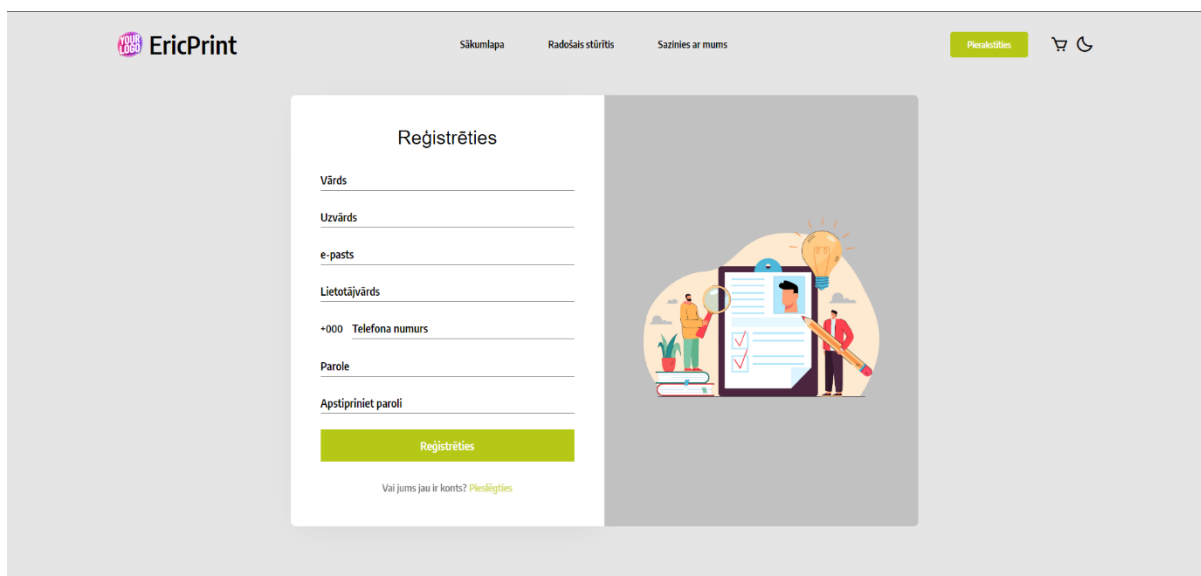 YOUR
LOGO
EricPrint
Sākumlapa
Radošais stūrītis
Sazinies ar mums
Pierakstīties
Reģistrēties
Vārds
Uzvārds
e-pasts
Lietotājvārds
+000 Telefona numurs
Parole
Apstipriniet paroli
Reģistrēties
Vai jums jau ir konts? Pieslēgties